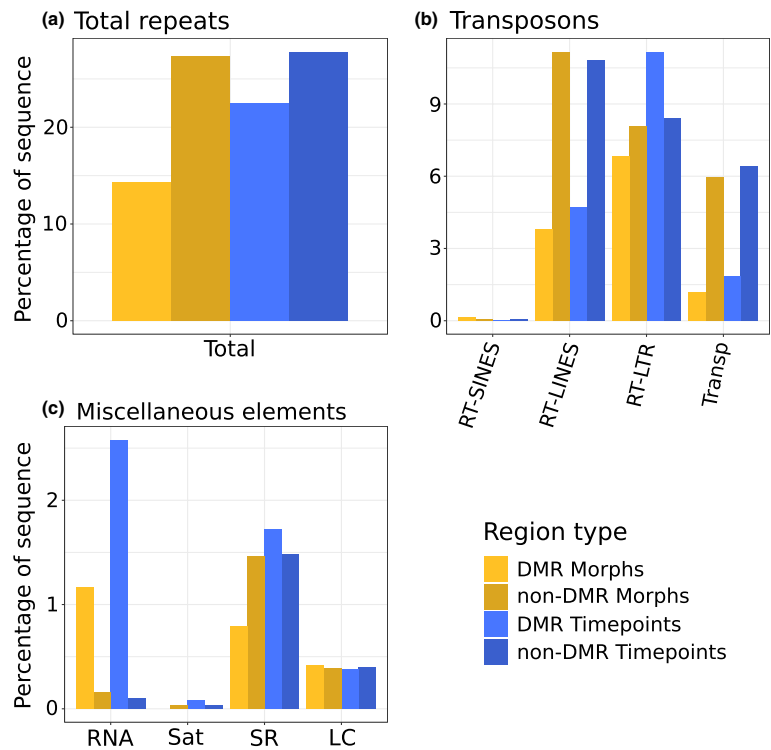 (a) Total repeats
Percentage of sequence
20
10
0
Total
(b) Transposons
9
6
3
0
RT-SINES
RT-LINES
RT-LTR
Transp
(c) Miscellaneous elements
Percentage of sequence
2
1
0
RNA
Sat
SR
LC
Region type
DMR Morphs
non-DMR Morphs
DMR Timepoints
non-DMR Timepoints